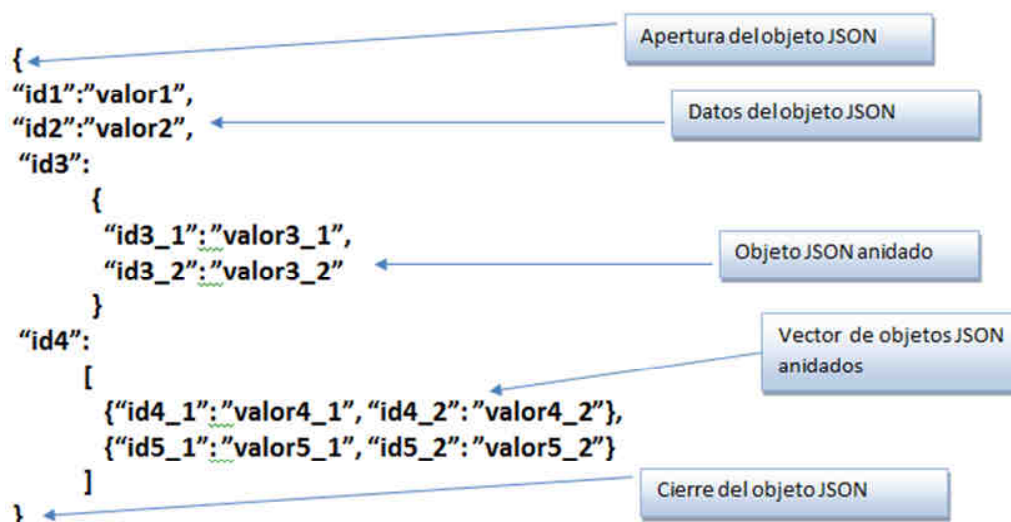 Apertura del objeto JSON
{
“id1”:”valor1”,
Datos del objeto JSON
“id2”:”valor2”,
“id3”:
{
“id3_1”:”valor3_1”,
Objeto JSON anidado
“id3_2”:”valor3_2”
}
“id4”:
Vector de objetos JSON
anidados
[
{“id4_1”:”valor4_1”, “id4_2”: ”valor4_2”},
{“id5_1”:”valor5_1”, “id5_2”: ”valor5_2”}
]
Cierre del objeto JSON
}